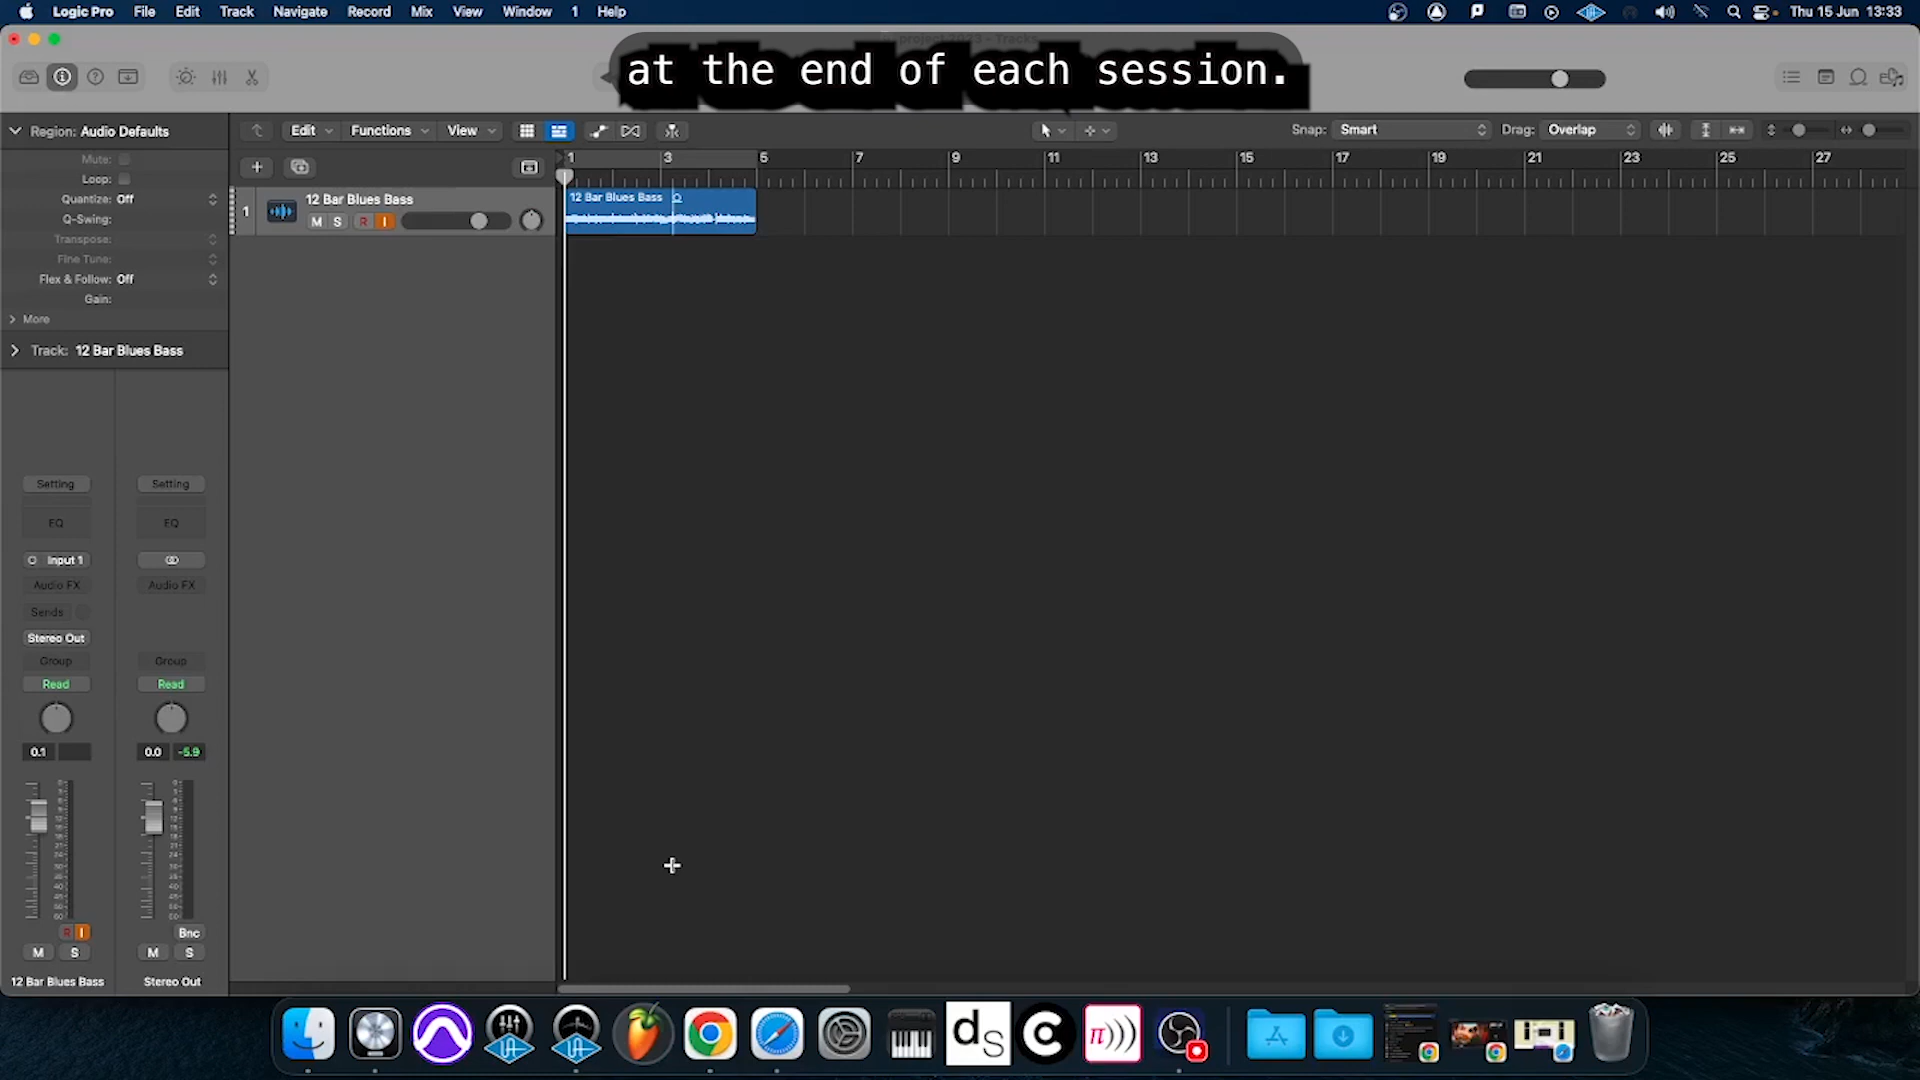 Logic Pro File Edit Track Navigate Record Mix View Window 1 Help Thu 15 Jun 13:33
project 2023 - Tracks
at the end of each session.
Region: Audio Defaults
Edit Functions View
Snap: Smart Drag: Overlap
Mute:
Loop:
Quantize: Off
Q-Swing:
Transpose:
Fine Tune:
Flex & Follow: Off
Gain:
More
Track: 12 Bar Blues Bass
1 3 5 7 9 11 13 15 17 19 21 23 25 27
1 12 Bar Blues Bass
M S R I
12 Bar Blues Bass
Setting Setting
EQ EQ
Input 1
Audio FX Audio FX
Sends
Stereo Out
Group Group
Read Read
0.1 0.0 -5.9
R I Bnc
M S M S
12 Bar Blues Bass Stereo Out
dS